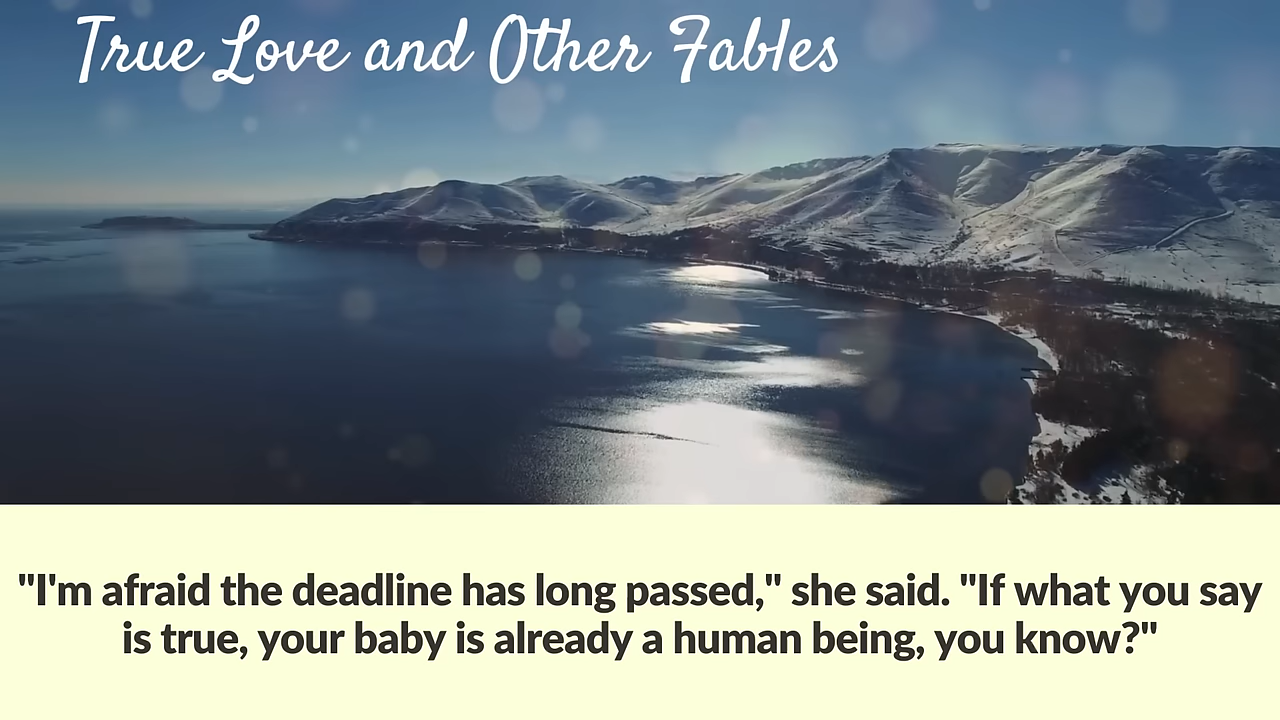 True Love and Other Fables
"I'm afraid the deadline has long passed," she said. "If what you say
is true, your baby is already a human being, you know?"